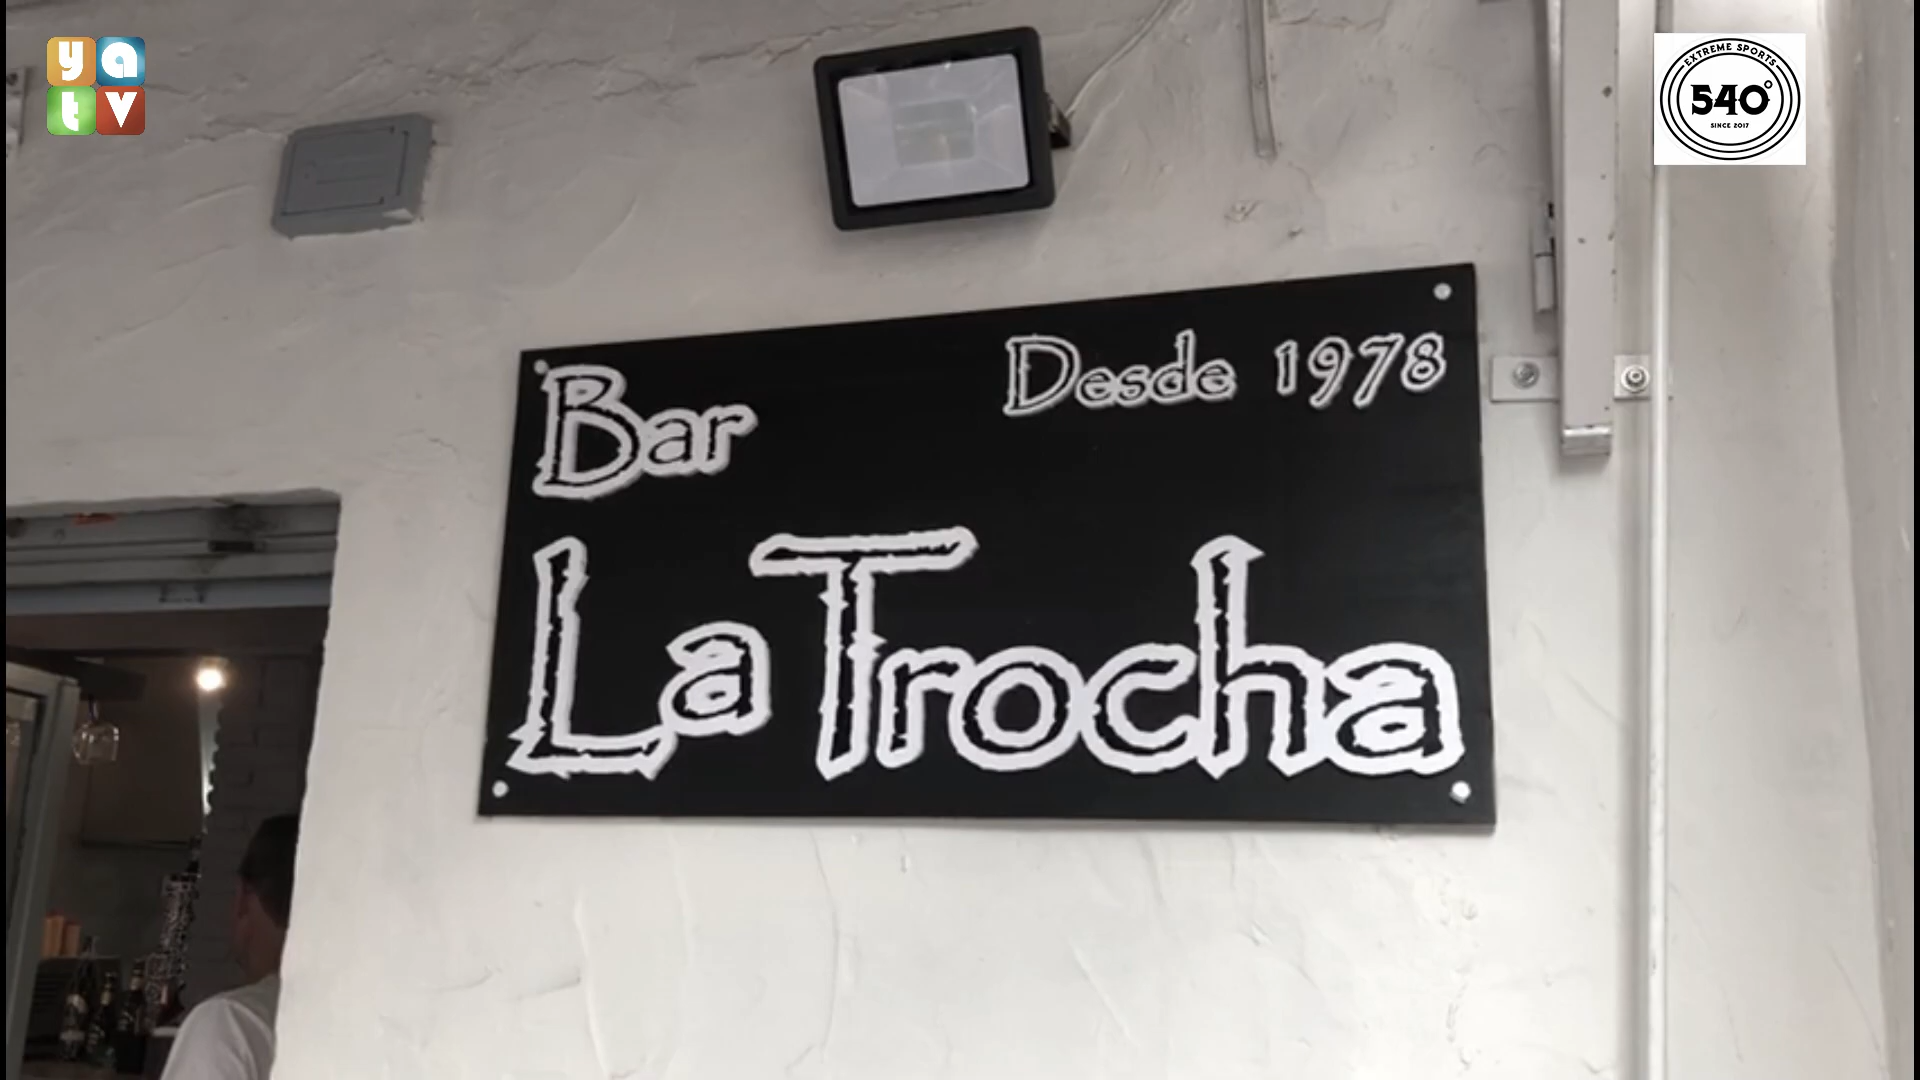 ya
tv
EXTREME SPORTS
540°
SINCE 2017
Bar
Desde 1978
La Trocha